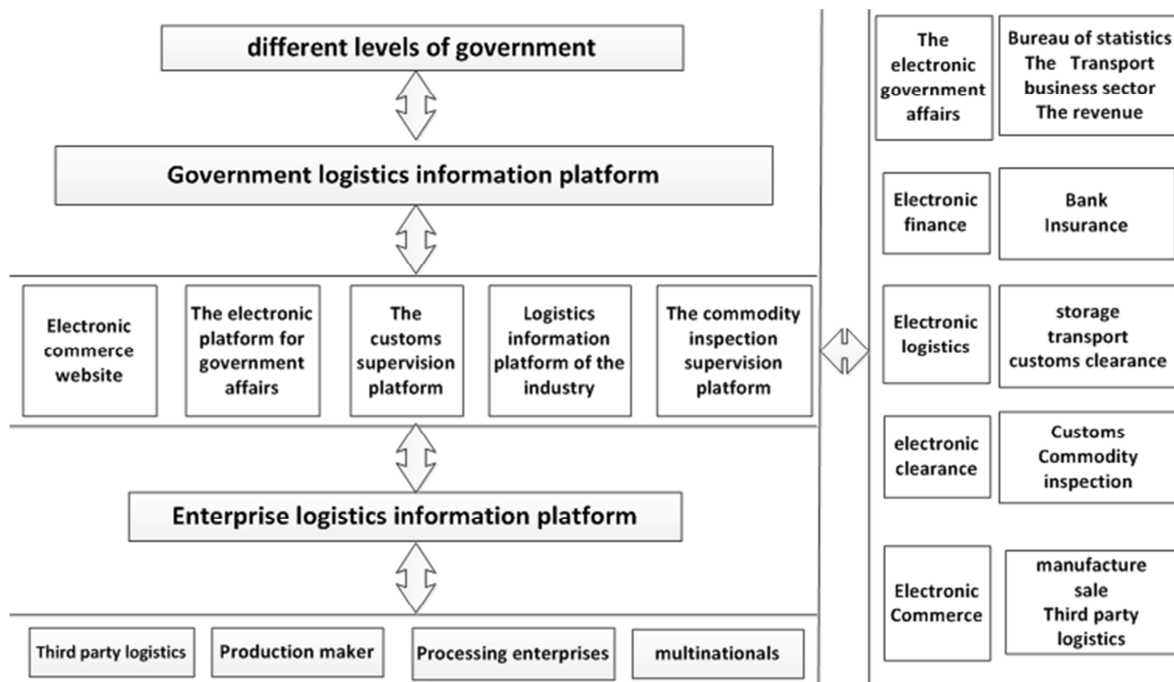 different levels of government
Government logistics information platform
Electronic
commerce
website
The electronic
platform for
government
affairs
The
customs
supervision
platform
Logistics
information
platform of the
industry
The commodity
inspection
supervision
platform
Enterprise logistics information platform
Third party logistics
Production maker
Processing enterprises
multinationals
The
electronic
government
affairs
Bureau of statistics
The Transport
business sector
The revenue
Electronic
finance
Bank
Insurance
Electronic
logistics
storage
transport
customs clearance
electronic
clearance
Customs
Commodity
inspection
Electronic
Commerce
manufacture
sale
Third party
logistics